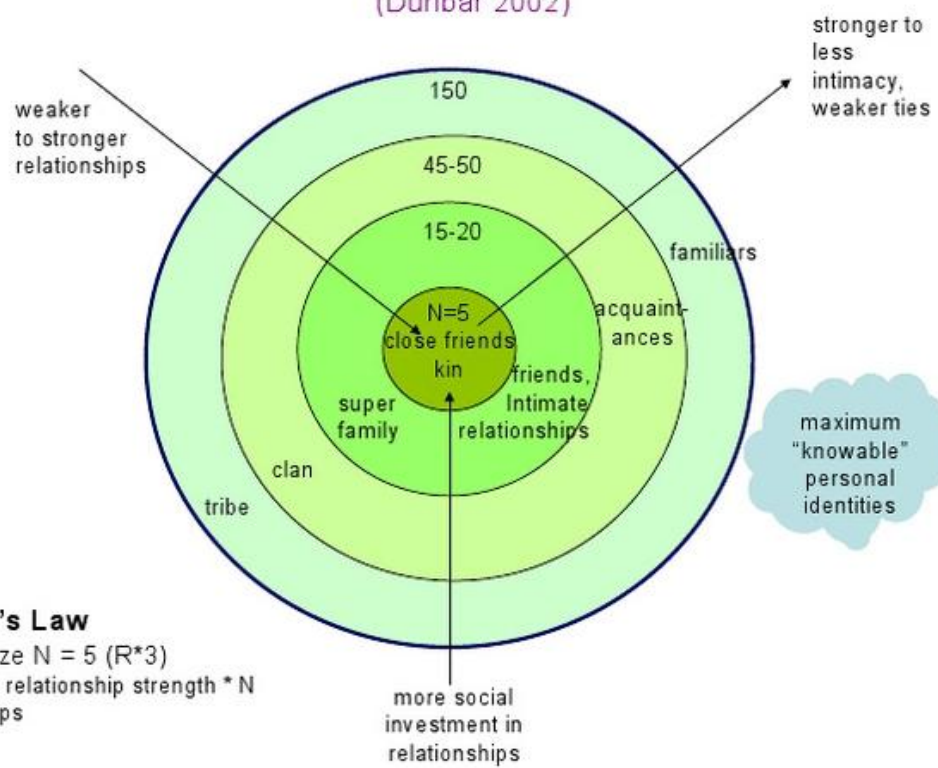 (Dunbar 2002)
stronger to
less
intimacy,
weaker ties
weaker
to stronger
relationships
150
45-50
15-20
familiars
acquaint-
ances
N=5
close friends
kin
friends,
Intimate
relationships
super
family
clan
tribe
maximum
“knowable”
personal
identities
's Law
ze N = 5 (R*3)
relationship strength * N
ps
more social
investment in
relationships